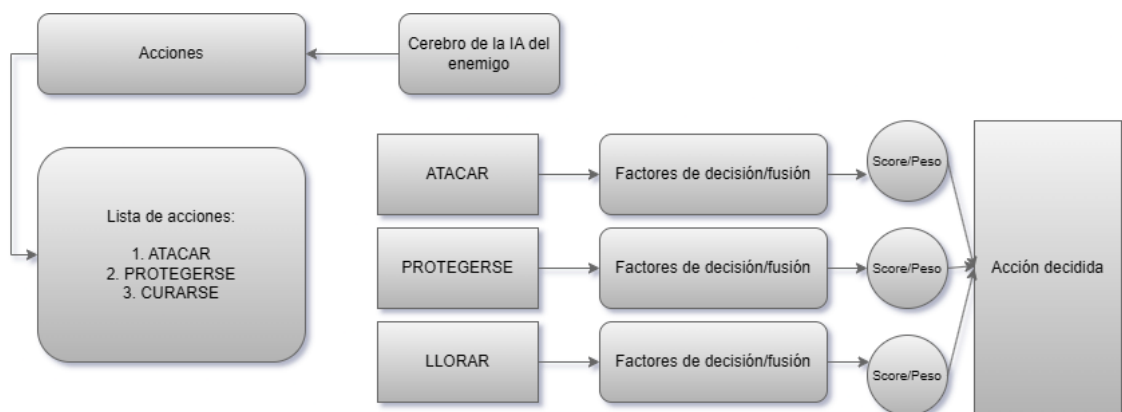 Acciones
Cerebro de la IA del
enemigo
Lista de acciones:
1. ATACAR
2. PROTEGERSE
3. CURARSE
ATACAR
Factores de decisión/fusión
Score/Peso
PROTEGERSE
Factores de decisión/fusión
Score/Peso
Acción decidida
LLORAR
Factores de decisión/fusión
Score/Peso